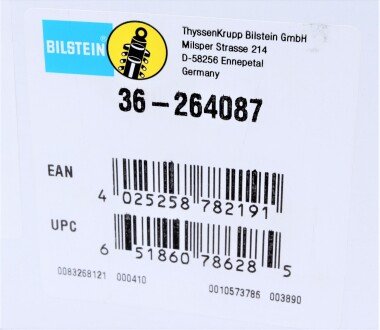 BILSTEIN
ThyssenKrupp Bilstein GmbH
Milsper Strasse 214
D-58256 Ennepetal
Germany
36-264087
EAN
4 025258 782191
UPC
6 51860 78628 5
0083268121 000410
0010573786 003890